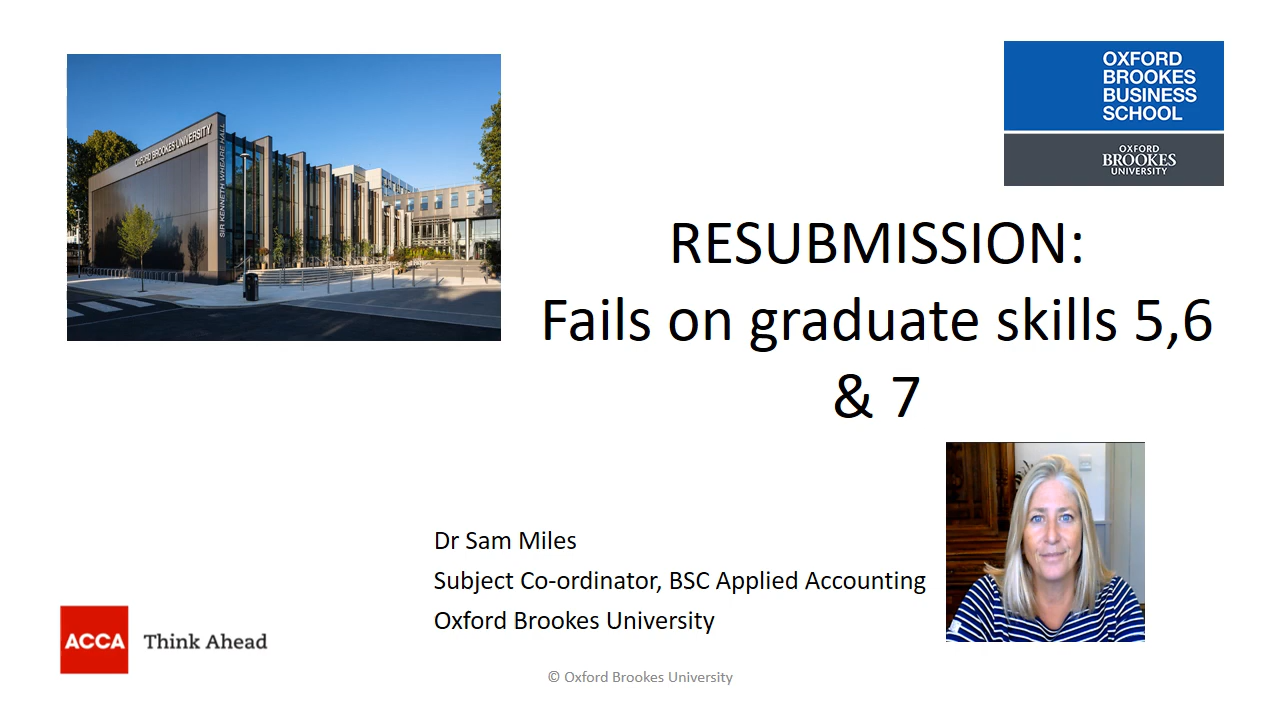 OXFORD BROOKES UNIVERSITY
SIR KENNETH WHEARE HALL
OXFORD
BROOKES
BUSINESS
SCHOOL
OXFORD
BROOKES
UNIVERSITY
RESUBMISSION:
Fails on graduate skills 5,6
& 7
Dr Sam Miles
Subject Co-ordinator, BSC Applied Accounting
Oxford Brookes University
ACCA Think Ahead
© Oxford Brookes University